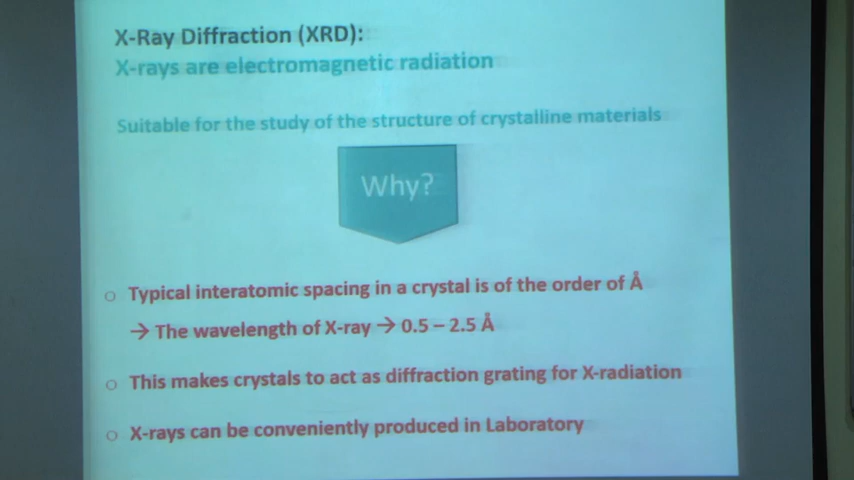 X-Ray Diffraction (XRD):
X-rays are electromagnetic radiation
Suitable for the study of the structure of crystalline materials
Why?
○ Typical interatomic spacing in a crystal is of the order of Å
→ The wavelength of X-ray → 0.5 – 2.5 Å
○ This makes crystals to act as diffraction grating for X-radiation
○ X-rays can be conveniently produced in Laboratory